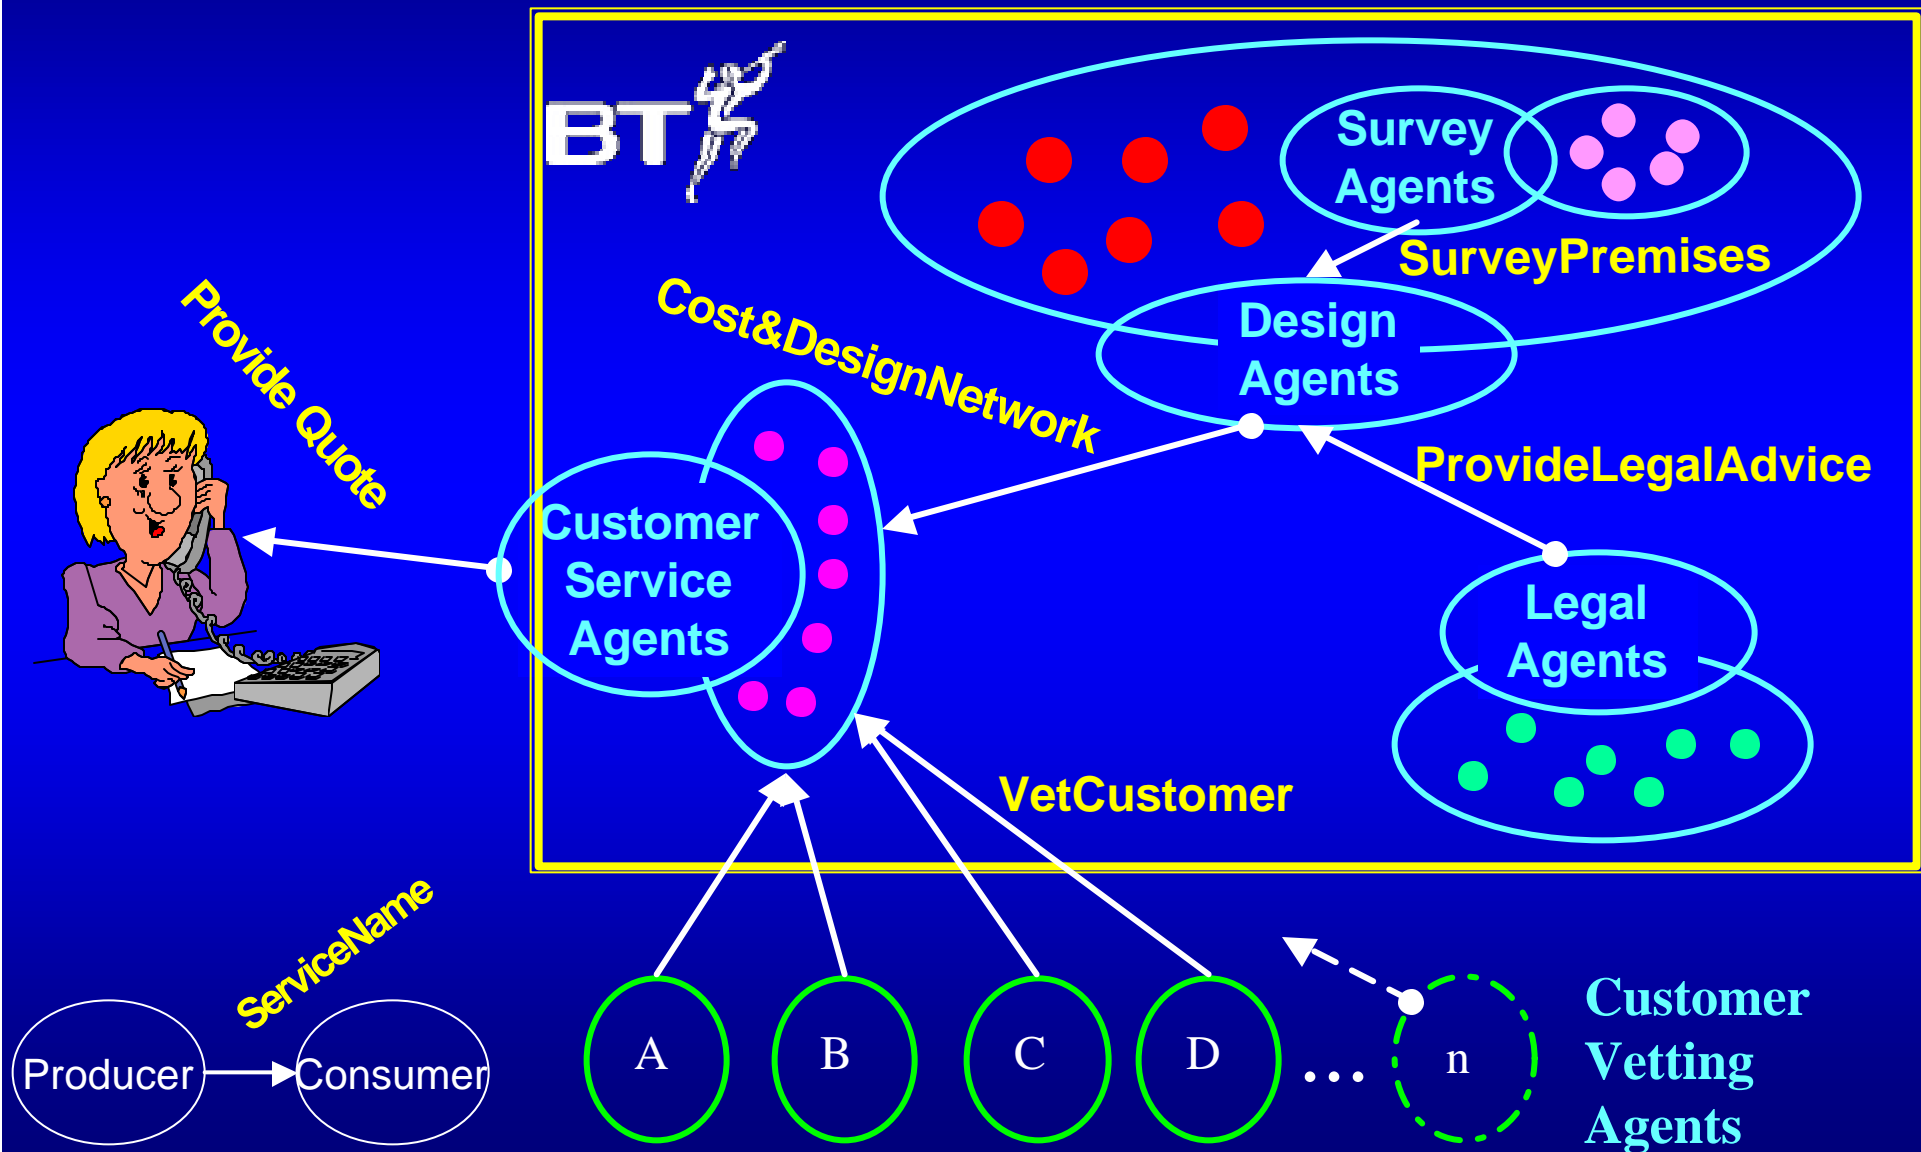 BT
Survey
Agents
SurveyPremises
Design
Agents
Cost&DesignNetwork
Provide Quote
ProvideLegalAdvice
Customer
Service
Agents
Legal
Agents
VetCustomer
ServiceName
Producer
Consumer
A
B
C
D
...
n
Customer
Vetting
Agents